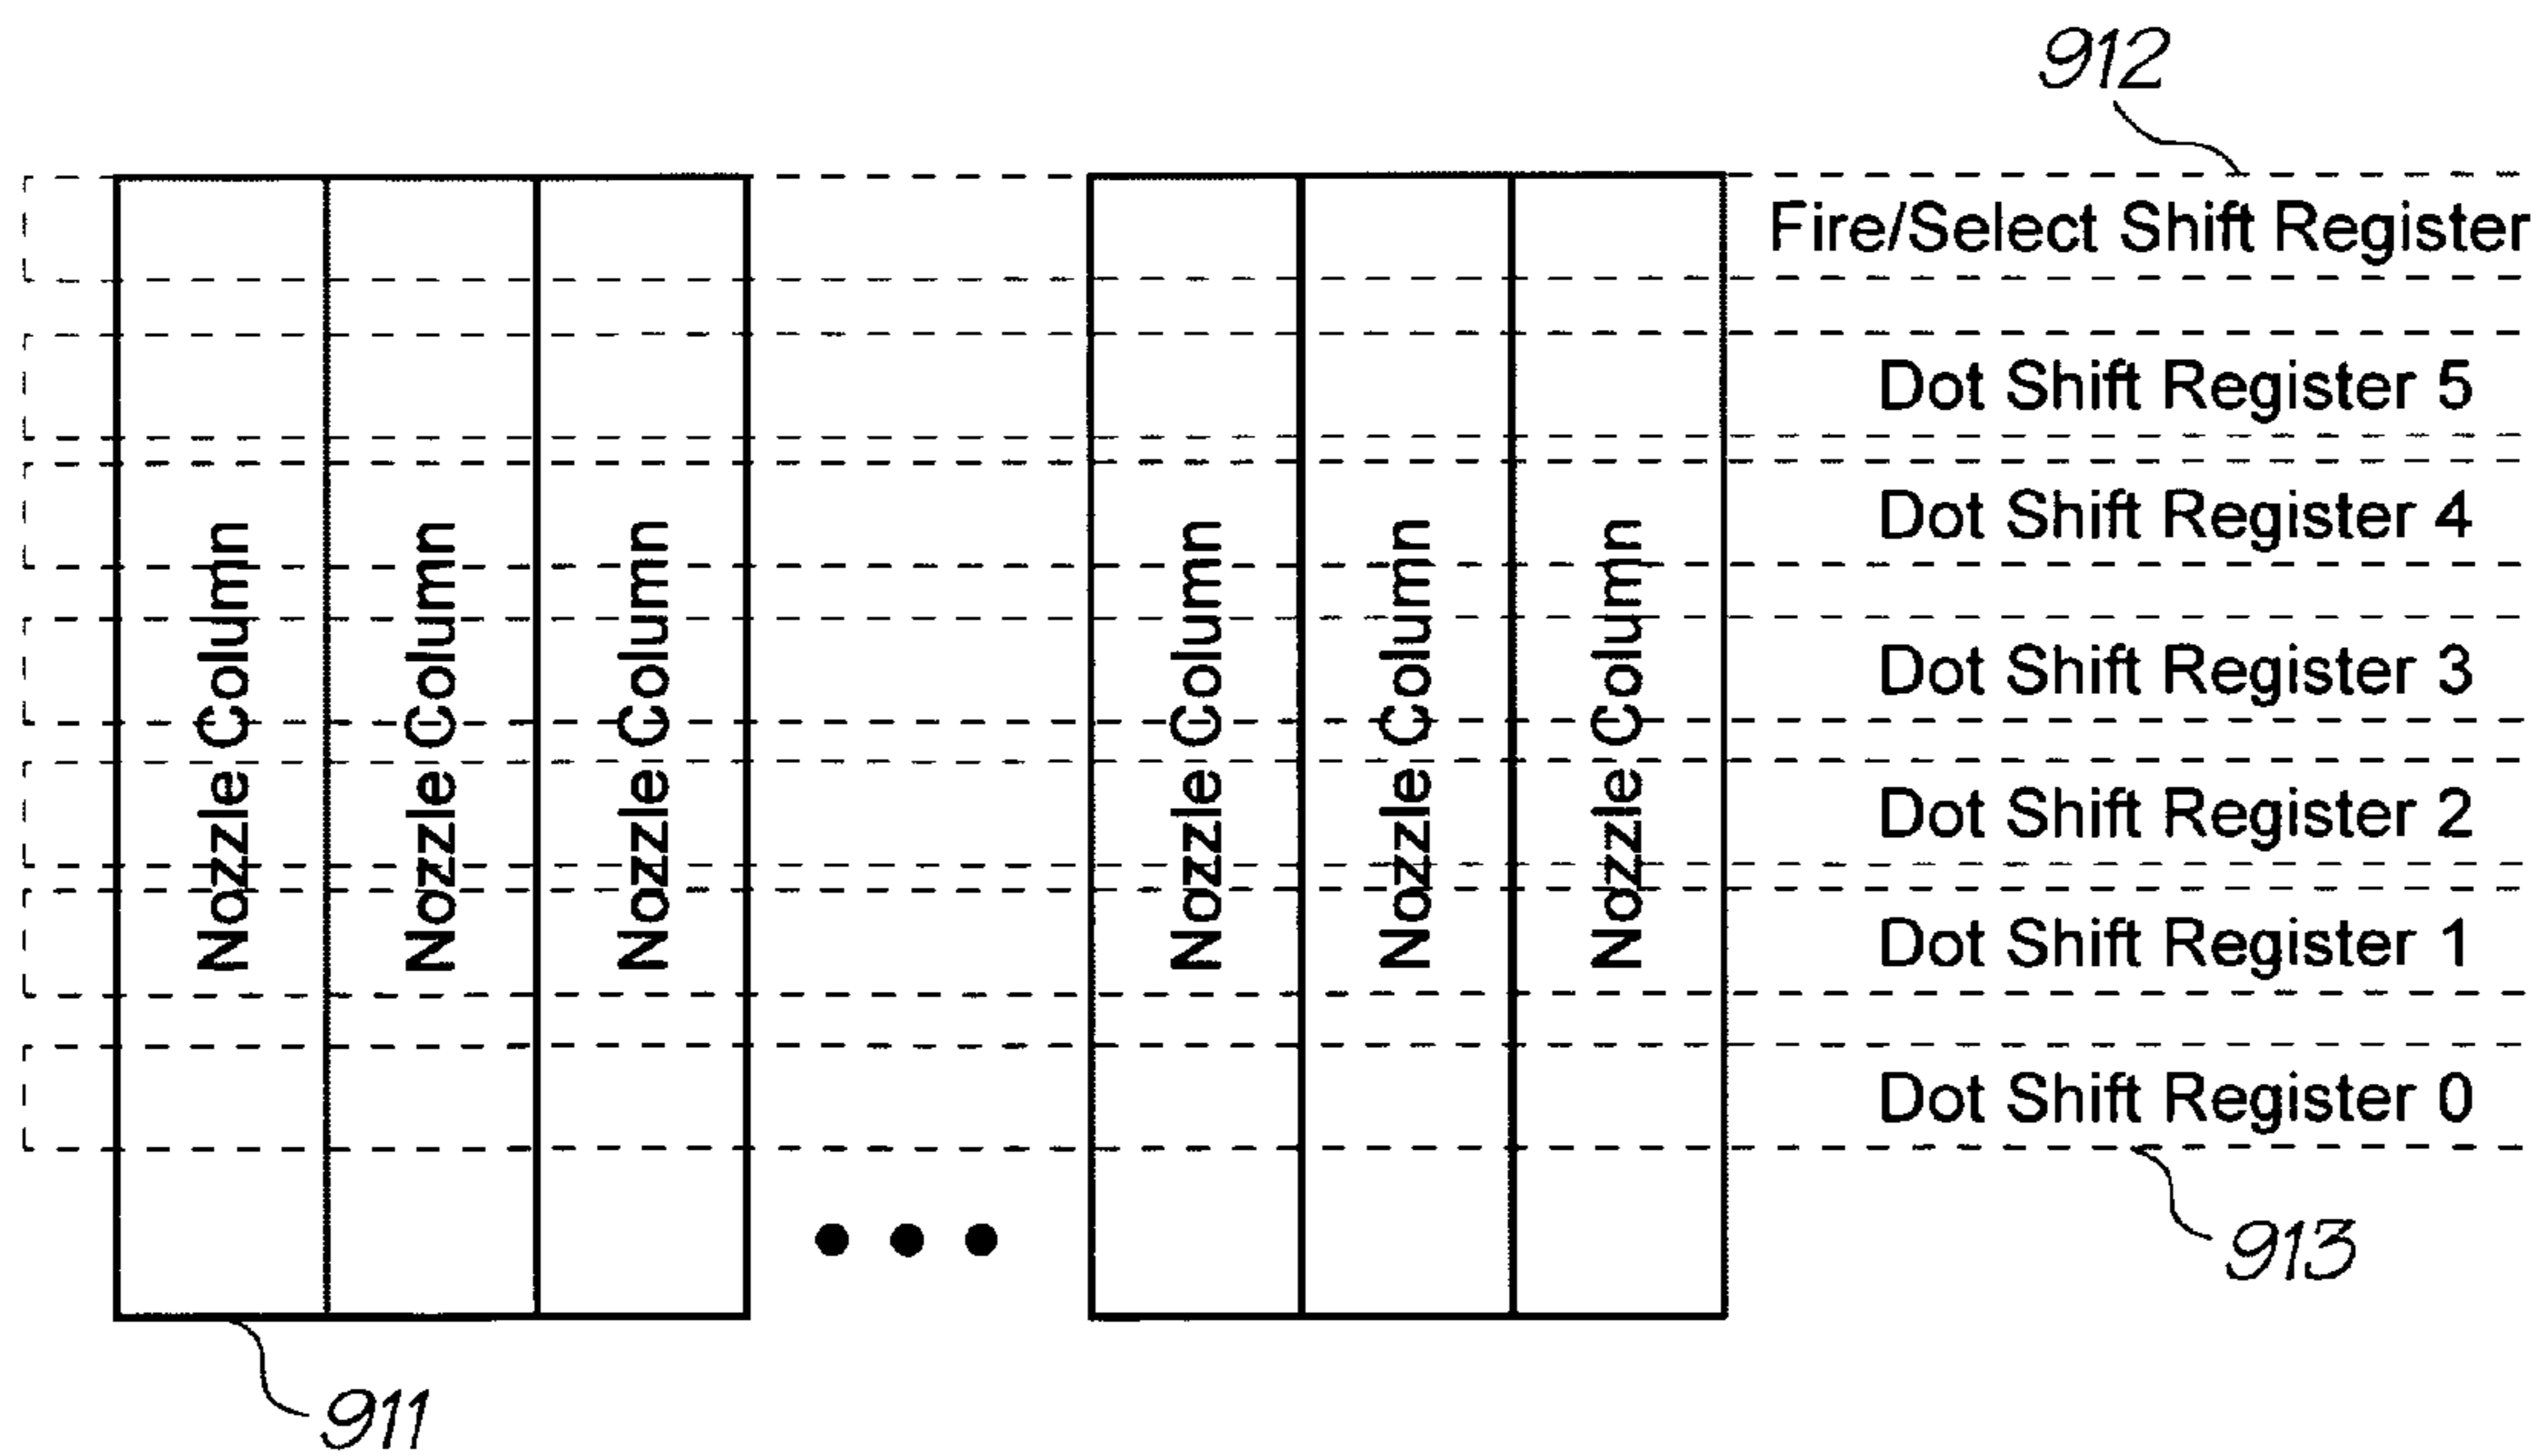 912
Fire/Select Shift Register
Dot Shift Register 5
Dot Shift Register 4
Dot Shift Register 3
Dot Shift Register 2
Dot Shift Register 1
Dot Shift Register 0
Nozzle Column
Nozzle Column
Nozzle Column
Nozzle Column
Nozzle Column
Nozzle Column
913
911